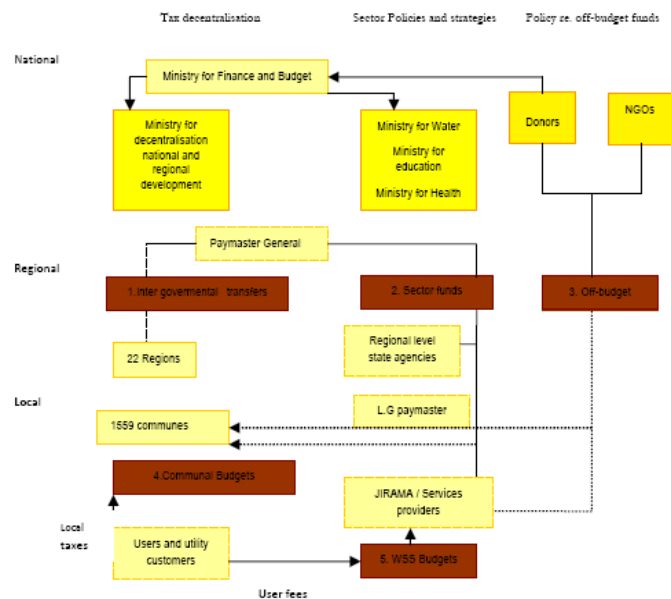 Tax decentralisation
Sector Policies and strategies
Policy re. off-budget funds
National
Ministry for Finance and Budget
Ministry for
decentralisation
national and
regional
development
Ministry for Water
Ministry for
education
Ministry for Health
Donors
NGOs
Paymaster General
Regional
1.Inter govermental transfers
2. Sector funds
3. Off-budget
22 Regions
Regional level
state agencies
Local
1559 communes
L.G paymaster
4.Communal Budgets
JIRAMA / Services
providers
Local
taxes
Users and utility
customers
5. WSS Budgets
User fees